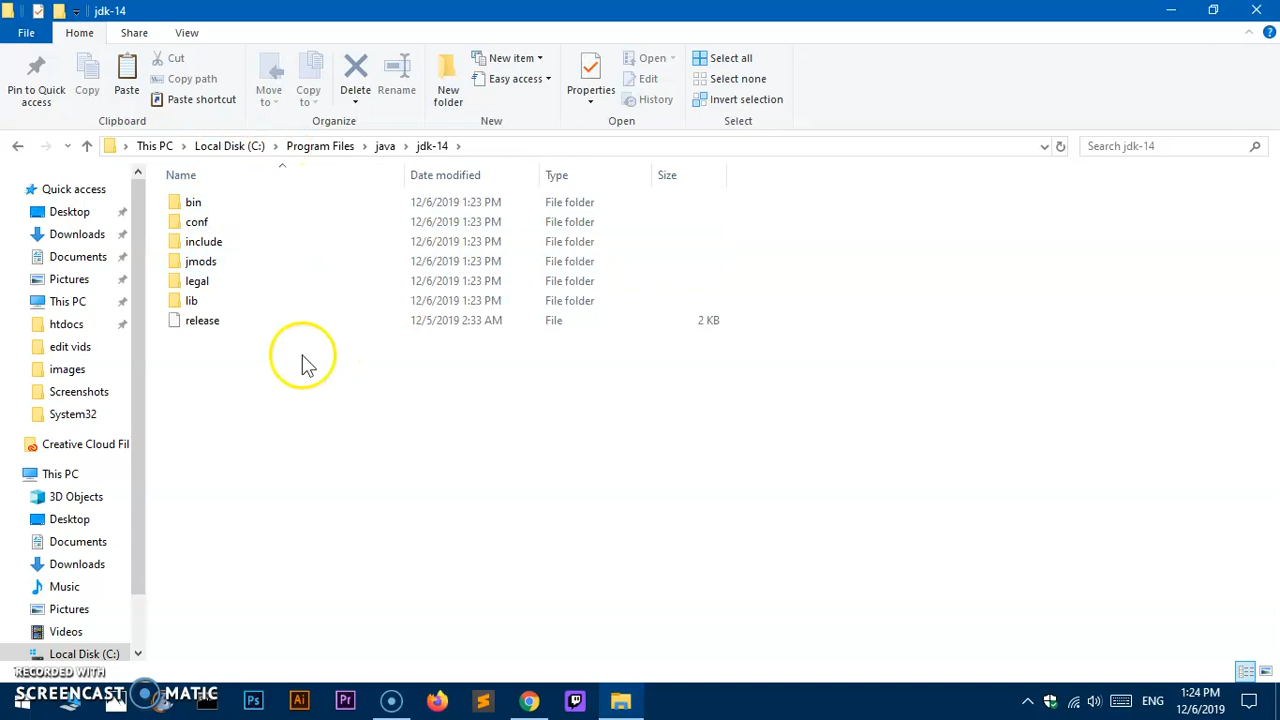 jdk-14
File Home Share View
Pin to Quick access
Copy
Paste
Cut
Copy path
Paste shortcut
Clipboard
Move to
Copy to
Delete
Rename
Organize
New folder
New item
Easy access
New
Properties
Open
Edit
History
Open
Select all
Select none
Invert selection
Select
This PC > Local Disk (C:) > Program Files > java > jdk-14 >
Search jdk-14
Name Date modified Type Size
bin 12/6/2019 1:23 PM File folder
conf 12/6/2019 1:23 PM File folder
include 12/6/2019 1:23 PM File folder
jmods 12/6/2019 1:23 PM File folder
legal 12/6/2019 1:23 PM File folder
lib 12/6/2019 1:23 PM File folder
release 12/5/2019 2:33 AM File 2 KB
Quick access
Desktop
Downloads
Documents
Pictures
This PC
htdocs
edit vids
images
Screenshots
System32
Creative Cloud Fil
This PC
3D Objects
Desktop
Documents
Downloads
Music
Pictures
Videos
Local Disk (C:)
RECORDED WITH
SCREENCAST MATIC
Ps
Ai
Pr
ENG
1:24 PM
12/6/2019